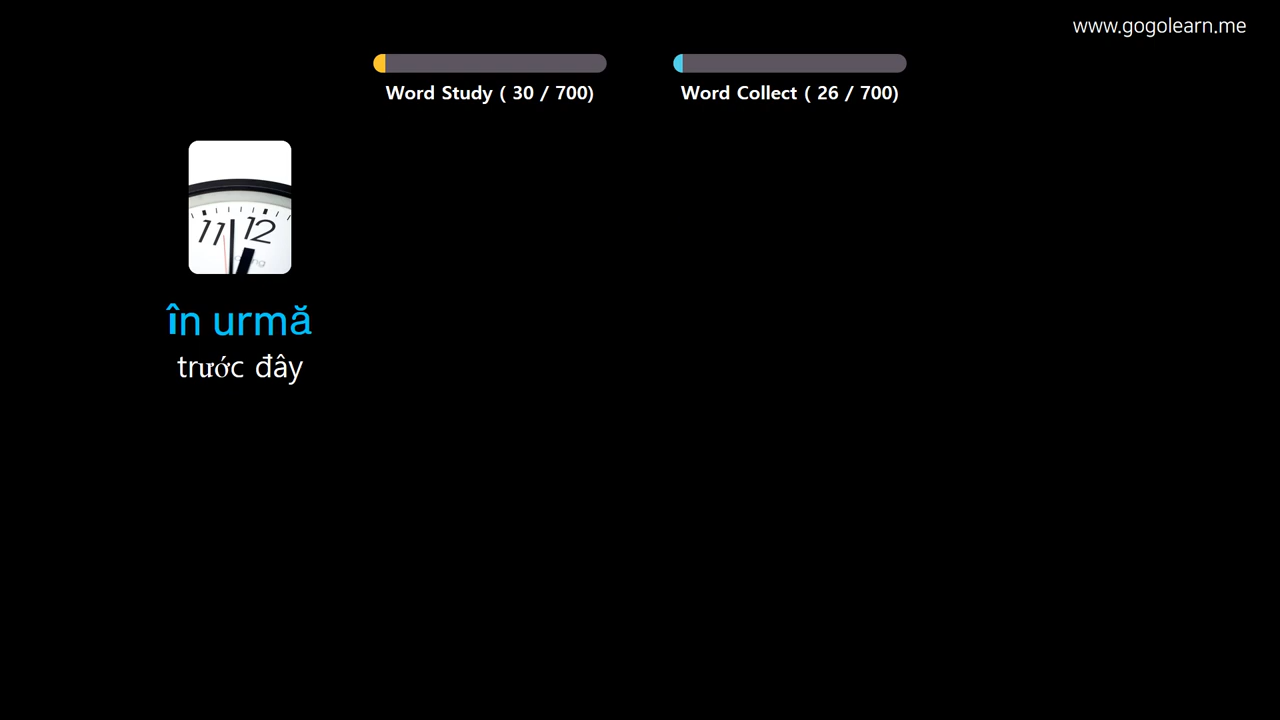 www.gogolearn.me
Word Study ( 30 / 700)
Word Collect ( 26 / 700)
11 12
în urmă
trước đây